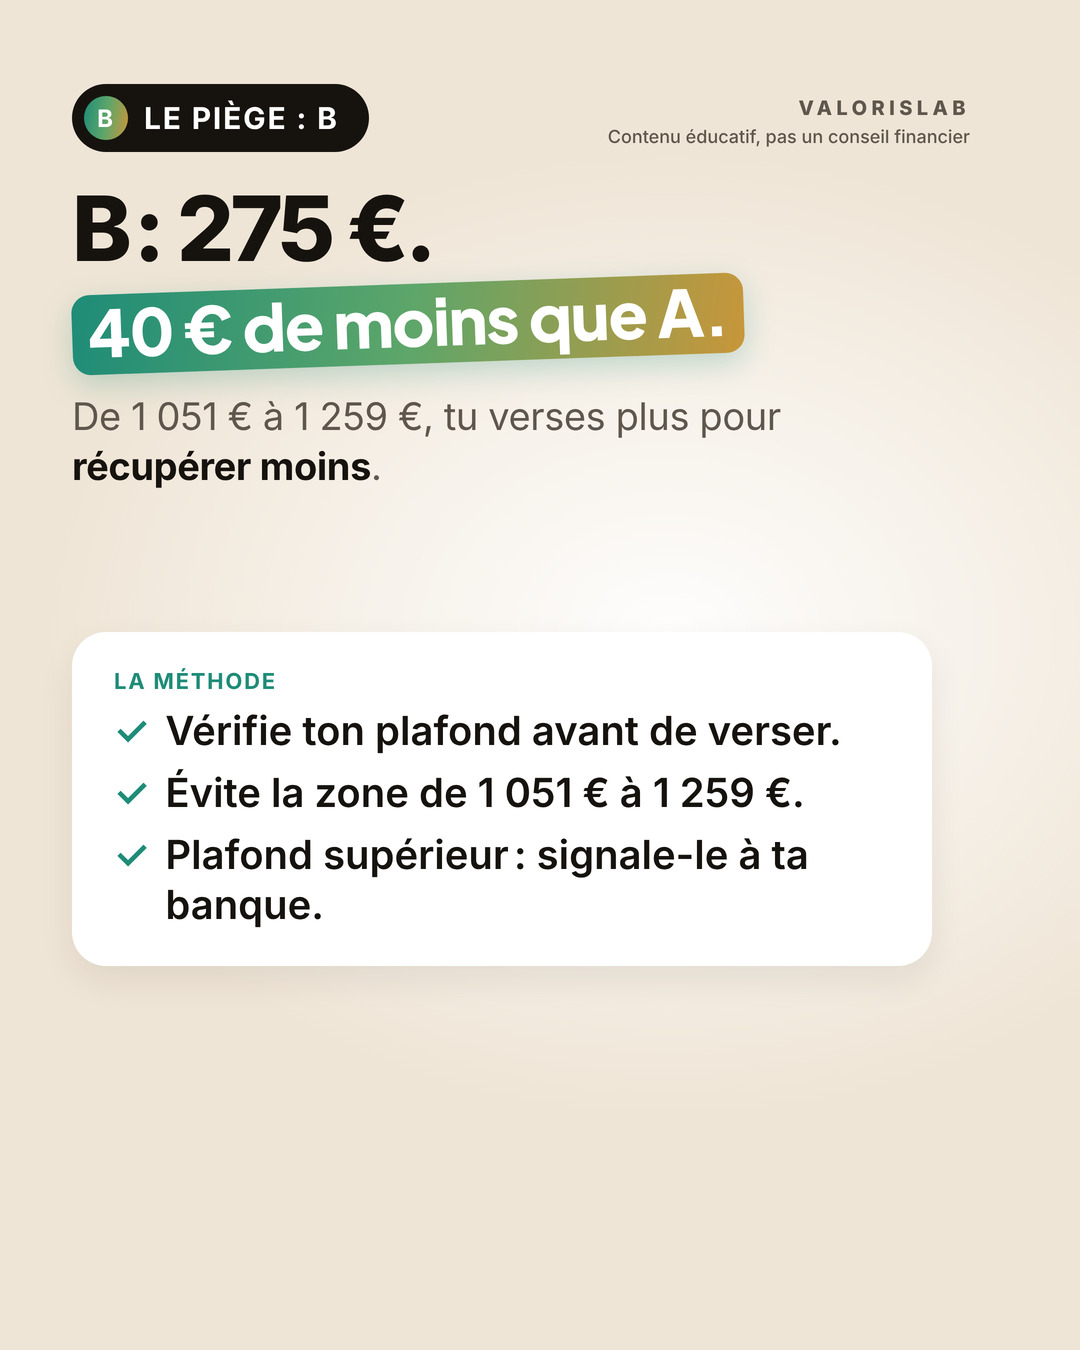 B LE PIÈGE : B
VALORISLAB
Contenu éducatif, pas un conseil financier
B : 275 €.
40 € de moins que A.
De 1 051 € à 1 259 €, tu verses plus pour
récupérer moins.
LA MÉTHODE
✓ Vérifie ton plafond avant de verser.
✓ Évite la zone de 1 051 € à 1 259 €.
✓ Plafond supérieur : signale-le à ta
banque.